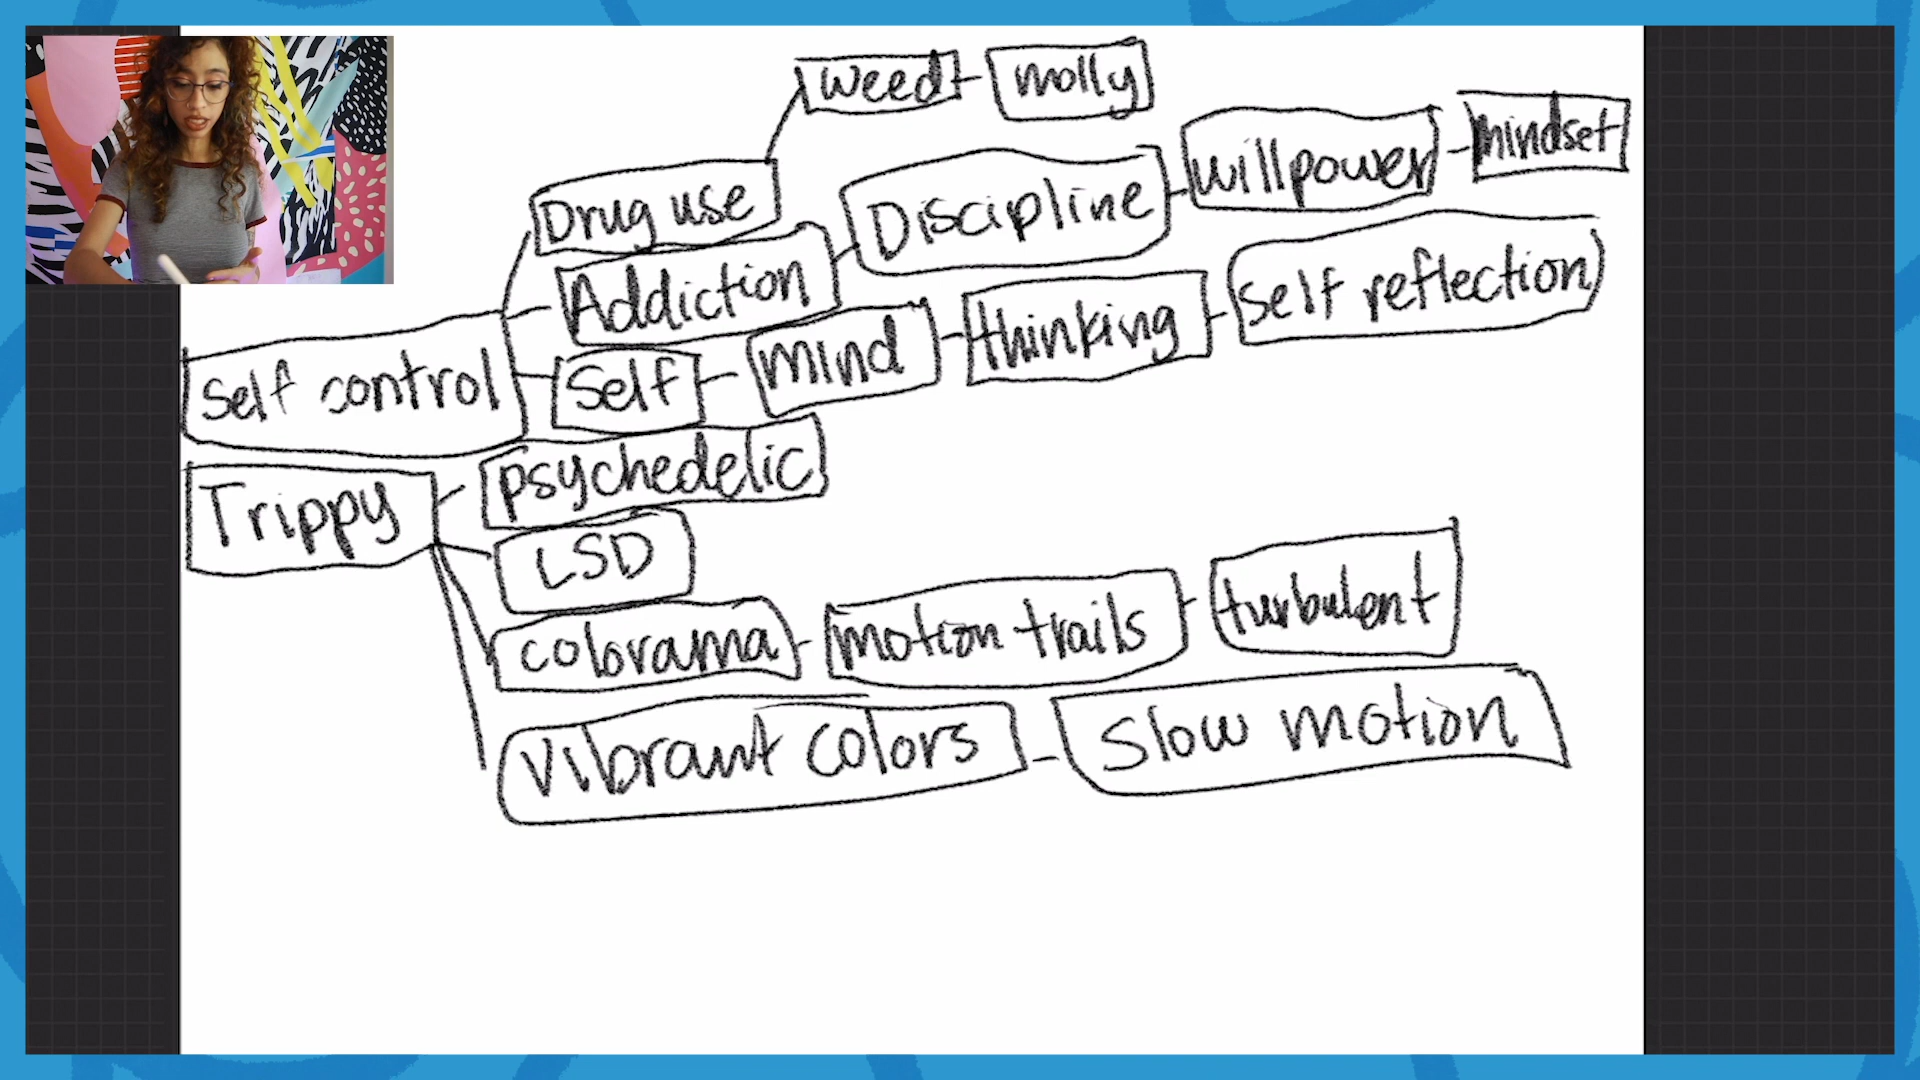 weed molly
Drug use
Discipline willpower mindset
Addiction
self control
self mind thinking self reflection
Trippy
psychedelic
LSD
colorama motion trails turbulent
vibrant colors slow motion